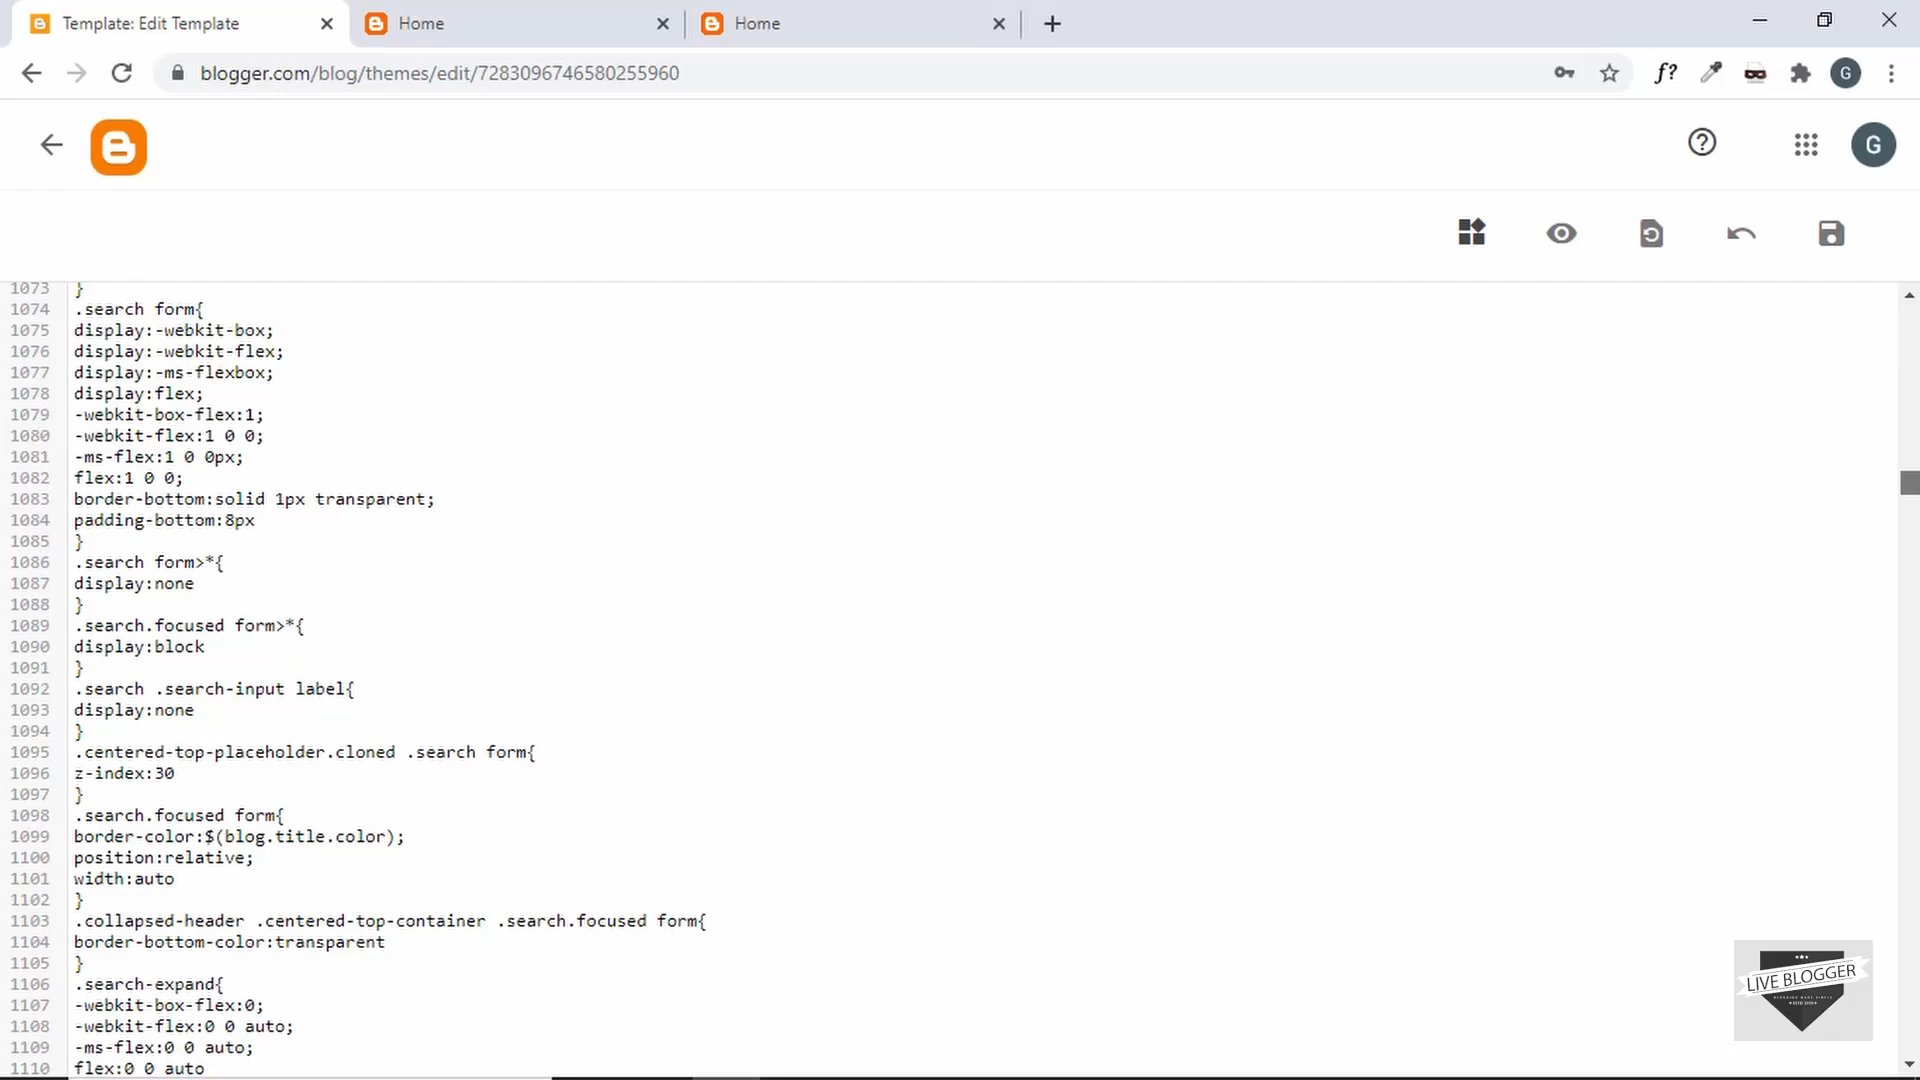 Template: Edit Template
Home
Home
blogger.com/blog/themes/edit/7283096746580255960
f?
G
G
1073 }
1074 .search form{
1075 display:-webkit-box;
1076 display:-webkit-flex;
1077 display:-ms-flexbox;
1078 display:flex;
1079 -webkit-box-flex:1;
1080 -webkit-flex:1 0 0;
1081 -ms-flex:1 0 0px;
1082 flex:1 0 0;
1083 border-bottom:solid 1px transparent;
1084 padding-bottom:8px
1085 }
1086 .search form>*{
1087 display:none
1088 }
1089 .search.focused form>*{
1090 display:block
1091 }
1092 .search .search-input label{
1093 display:none
1094 }
1095 .centered-top-placeholder.cloned .search form{
1096 z-index:30
1097 }
1098 .search.focused form{
1099 border-color:$(blog.title.color);
1100 position:relative;
1101 width:auto
1102 }
1103 .collapsed-header .centered-top-container .search.focused form{
1104 border-bottom-color:transparent
1105 }
1106 .search-expand{
1107 -webkit-box-flex:0;
1108 -webkit-flex:0 0 auto;
1109 -ms-flex:0 0 auto;
1110 flex:0 0 auto
LIVE BLOGGER